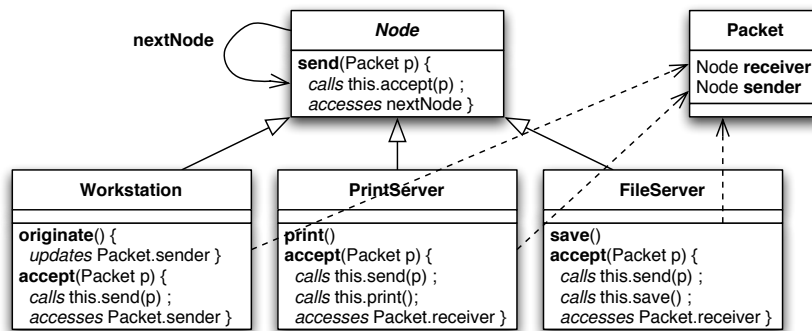 nextNode
Node
send(Packet p) {
calls this.accept(p) ;
accesses nextNode }
Packet
Node receiver
Node sender
Workstation
originate() {
updates Packet.sender }
accept(Packet p) {
calls this.send(p) ;
accesses Packet.sender }
PrintServer
print()
accept(Packet p) {
calls this.send(p) ;
calls this.print();
accesses Packet.receiver }
FileServer
save()
accept(Packet p) {
calls this.send(p) ;
calls this.save() ;
accesses Packet.receiver }